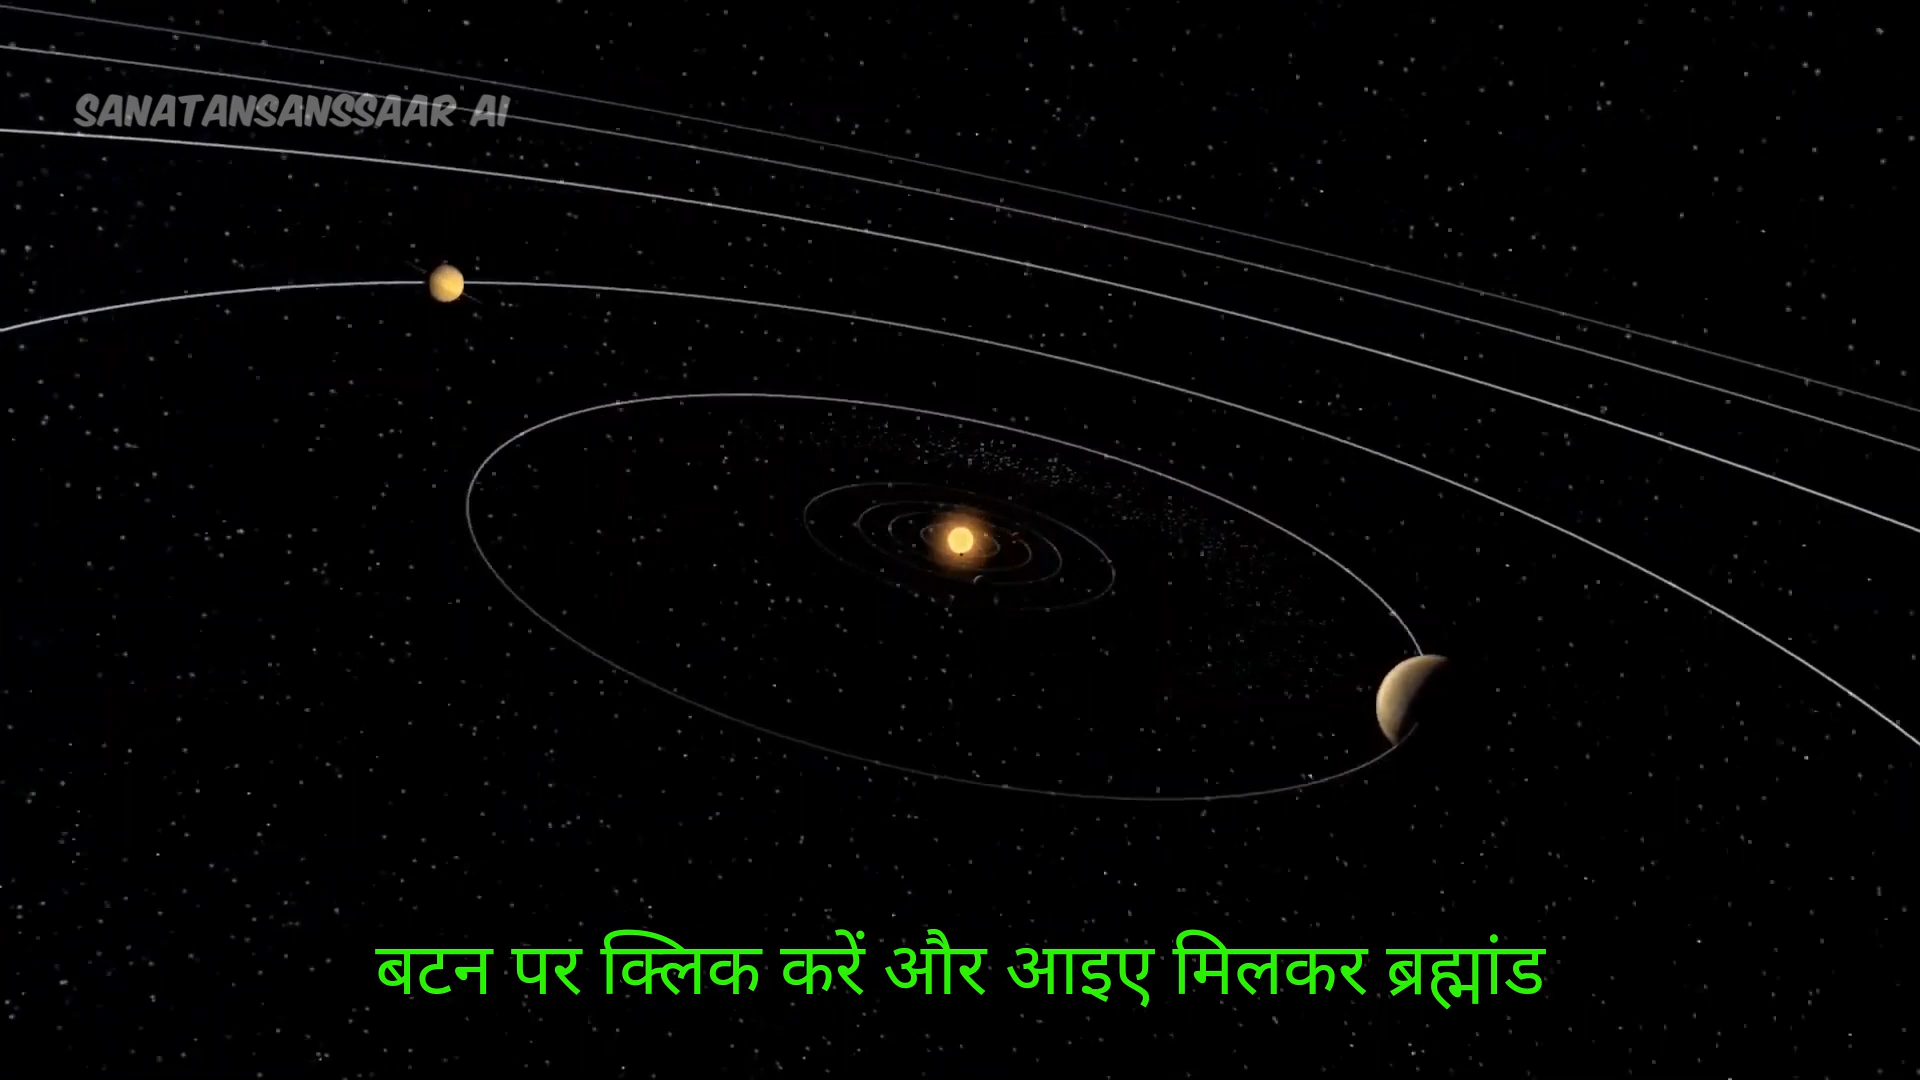 SANATANSANSSAAR AI
बटन पर क्लिक करें और आइए मिलकर ब्रह्मांड